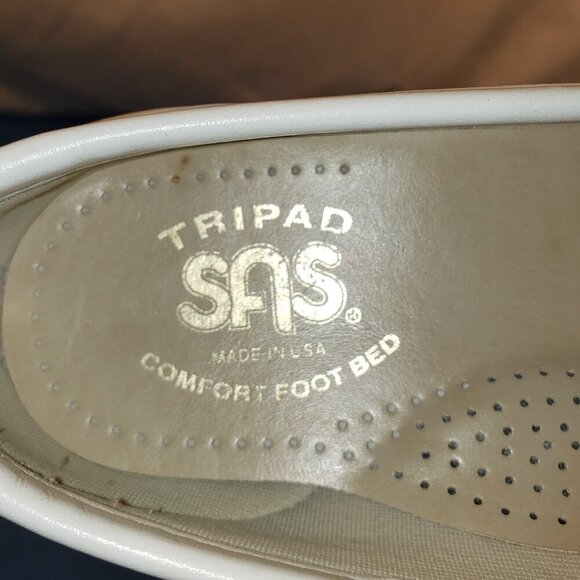 TRIPAD
SAS®
MADE IN USA
COMFORT FOOT BED